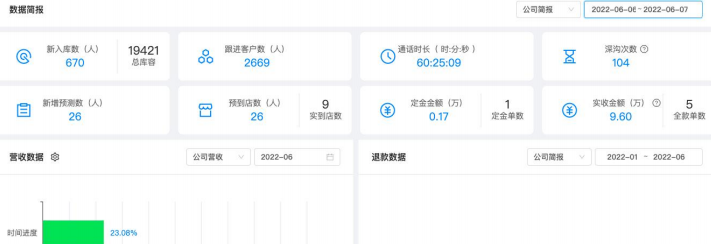 数据简报 公司简报 2022-06-06 ~ 2022-06-07
新入库数（人） 19421 跟进客户数（人） 通话时长（ 时:分:秒 ） 深沟次数
670 总库容 2669 60:25:09 104
新增预测数（人） 预到店数（人） 9 定金金额（万） 1 实收金额（万） 5
26 26 实到店数 0.17 定金单数 9.60 全款单数
营收数据 公司营收 2022-06 退款数据 公司简报 2022-01 ~ 2022-06
时间进度 23.08%